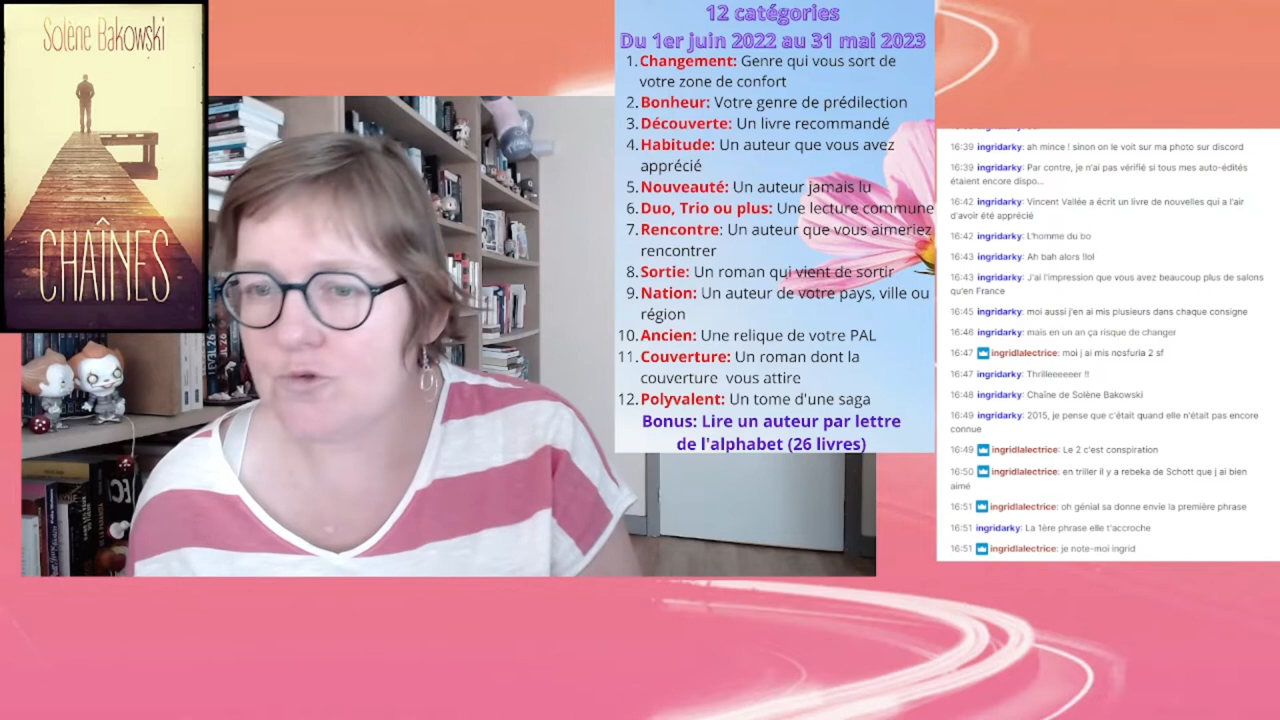 Solène Bakowski
CHAÎNES
12 catégories
Du 1er juin 2022 au 31 mai 2023
1. Changement: Genre qui vous sort de
votre zone de confort
2. Bonheur: Votre genre de prédilection
3. Découverte: Un livre recommandé
4. Habitude: Un auteur que vous avez
apprécié
5. Nouveauté: Un auteur jamais lu
6. Duo, Trio ou plus: Une lecture commune
7. Rencontre: Un auteur que vous aimeriez
rencontrer
8. Sortie: Un roman qui vient de sortir
9. Nation: Un auteur de votre pays, ville ou
région
10. Ancien: Une relique de votre PAL
11. Couverture: Un roman dont la
couverture vous attire
12. Polyvalent: Un tome d'une saga
Bonus: Lire un auteur par lettre
de l'alphabet (26 livres)
16:39 ingridarky: ah mince ! sinon on le voit sur ma photo sur discord
16:39 ingridarky: Par contre, je n'ai pas vérifié si tous mes auto-édités
étaient encore dispo...
16:42 ingridarky: Vincent Vallée a écrit un livre de nouvelles qui a l'air
d'avoir été apprécié
16:42 ingridarky: L'homme du bo
16:43 ingridarky: Ah bah alors !lol
16:43 ingridarky: J'ai l'impression que vous avez beaucoup plus de salons
qu'en France
16:45 ingridarky: moi aussi j'en ai mis plusieurs dans chaque consigne
16:46 ingridarky: mais en un an ça risque de changer
16:47 ingridlalectrice: moi j ai mis nosfuria 2 sf
16:47 ingridarky: Thrilleeeeeer !!
16:48 ingridarky: Chaîne de Solène Bakowski
16:49 ingridarky: 2015, je pense que c'était quand elle n'était pas encore
connue
16:49 ingridlalectrice: Le 2 c'est conspiration
16:50 ingridlalectrice: en triller il y a rebeka de Schott que j ai bien
aimé
16:51 ingridlalectrice: oh génial sa donne envie la première phrase
16:51 ingridarky: La 1ère phrase elle t'accroche
16:51 ingridlalectrice: je note-moi ingrid